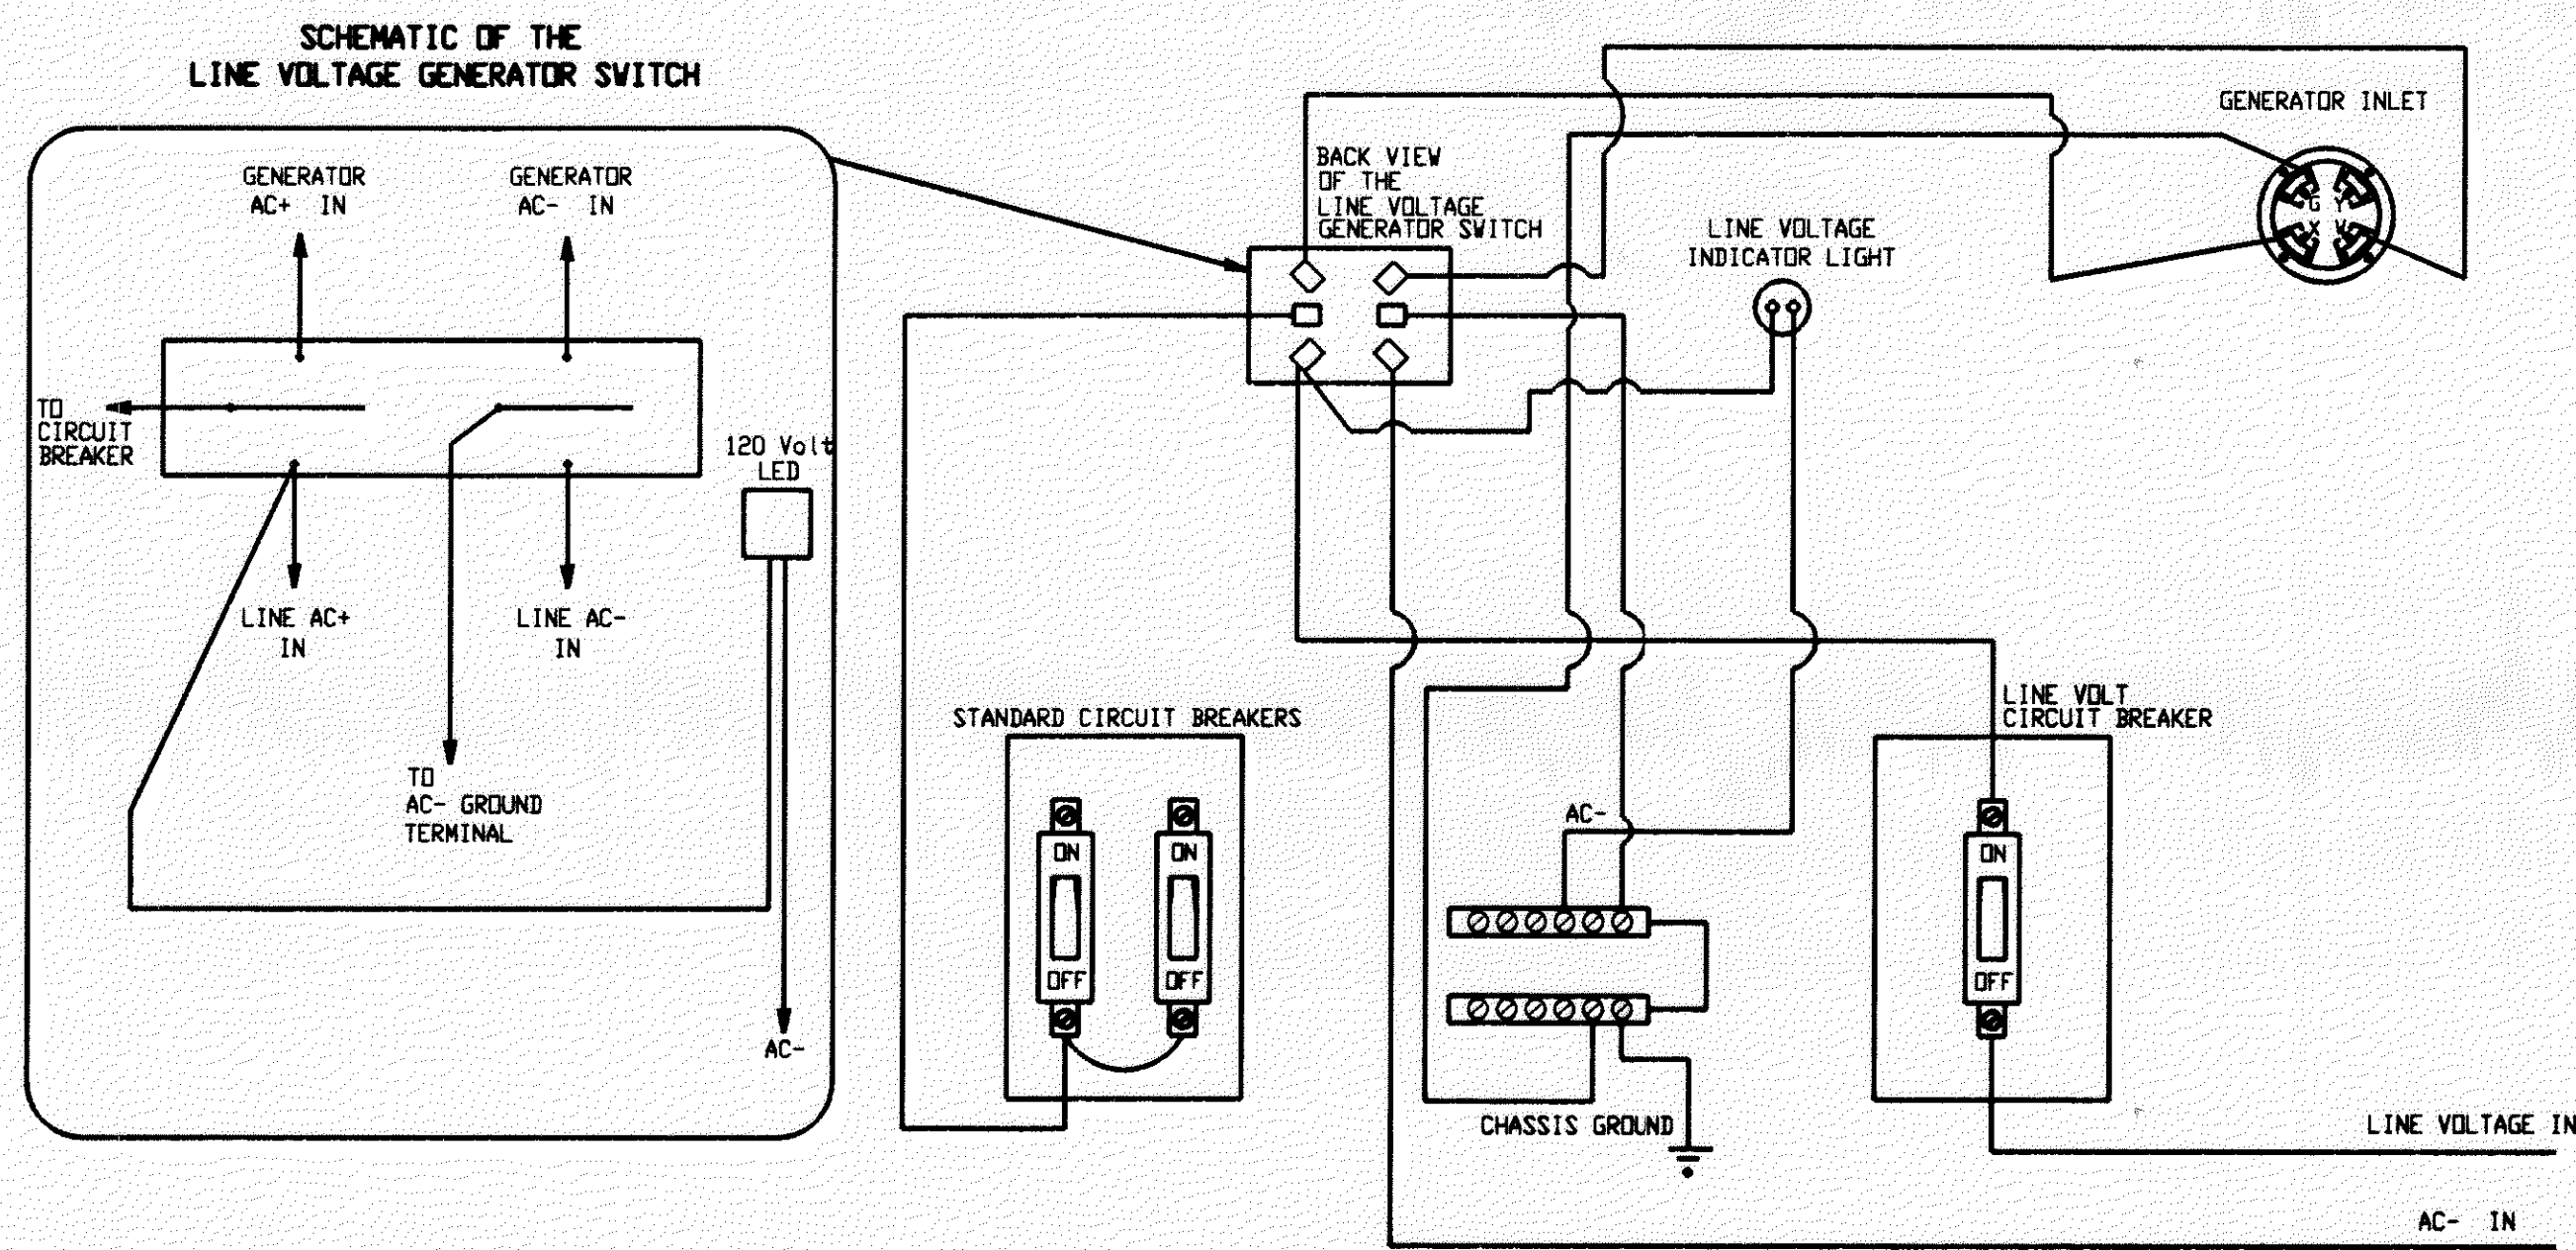 SCHEMATIC OF THE
LINE VOLTAGE GENERATOR SWITCH
GENERATOR
AC+ IN
GENERATOR
AC- IN
TO
CIRCUIT
BREAKER
120 Volt
LED
LINE AC+
IN
LINE AC-
IN
TO
AC- GROUND
TERMINAL
AC-
BACK VIEW
OF THE
LINE VOLTAGE
GENERATOR SWITCH
LINE VOLTAGE
INDICATOR LIGHT
GENERATOR INLET
G Y
X W
STANDARD CIRCUIT BREAKERS
ON
OFF
ON
OFF
AC-
CHASSIS GROUND
LINE VOLT
CIRCUIT BREAKER
ON
OFF
LINE VOLTAGE IN
AC- IN